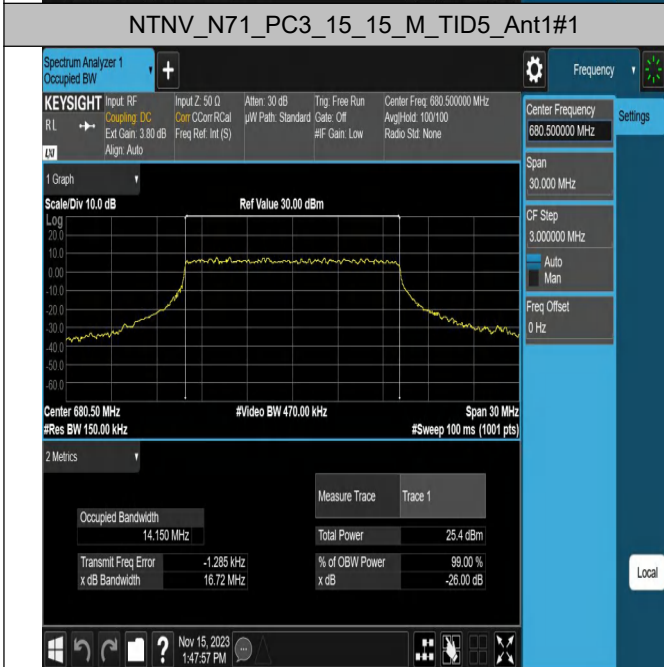 NTNV_N71_PC3_15_15_M_TID5_Ant1#1
Spectrum Analyzer 1
Occupied BW
+
Frequency
KEYSIGHT Input: RF Input Z: 50 Ω Atten: 30 dB Trig: Free Run Center Freq: 680.500000 MHz
RL Coupling: DC Corr CCorr RCal µW Path: Standard Gate: Off Avg|Hold: 100/100
Ext Gain: 3.80 dB Freq Ref: Int (S) #IF Gain: Low Radio Std: None
LXI Align: Auto
Center Frequency
680.500000 MHz
Settings
Span
30.000 MHz
CF Step
3.000000 MHz
Auto
Man
Freq Offset
0 Hz
1 Graph
Scale/Div 10.0 dB Ref Value 30.00 dBm
Log
20.0
10.0
0.00
-10.0
-20.0
-30.0
-40.0
-50.0
-60.0
Center 680.50 MHz #Video BW 470.00 kHz Span 30 MHz
#Res BW 150.00 kHz #Sweep 100 ms (1001 pts)
2 Metrics
Measure Trace Trace 1
Occupied Bandwidth
14.150 MHz
Total Power 25.4 dBm
Transmit Freq Error -1.285 kHz % of OBW Power 99.00 %
x dB Bandwidth 16.72 MHz x dB -26.00 dB
Local
? Nov 15, 2023
1:47:57 PM